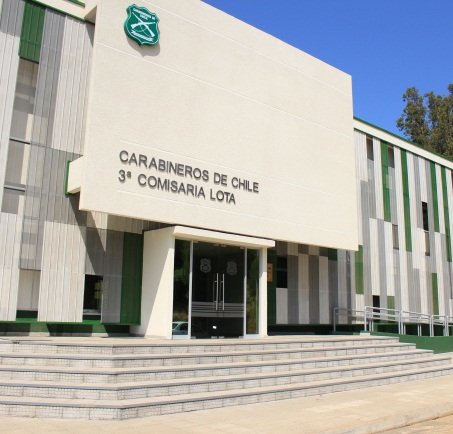 CARABINEROS DE CHILE
3ª COMISARIA LOTA